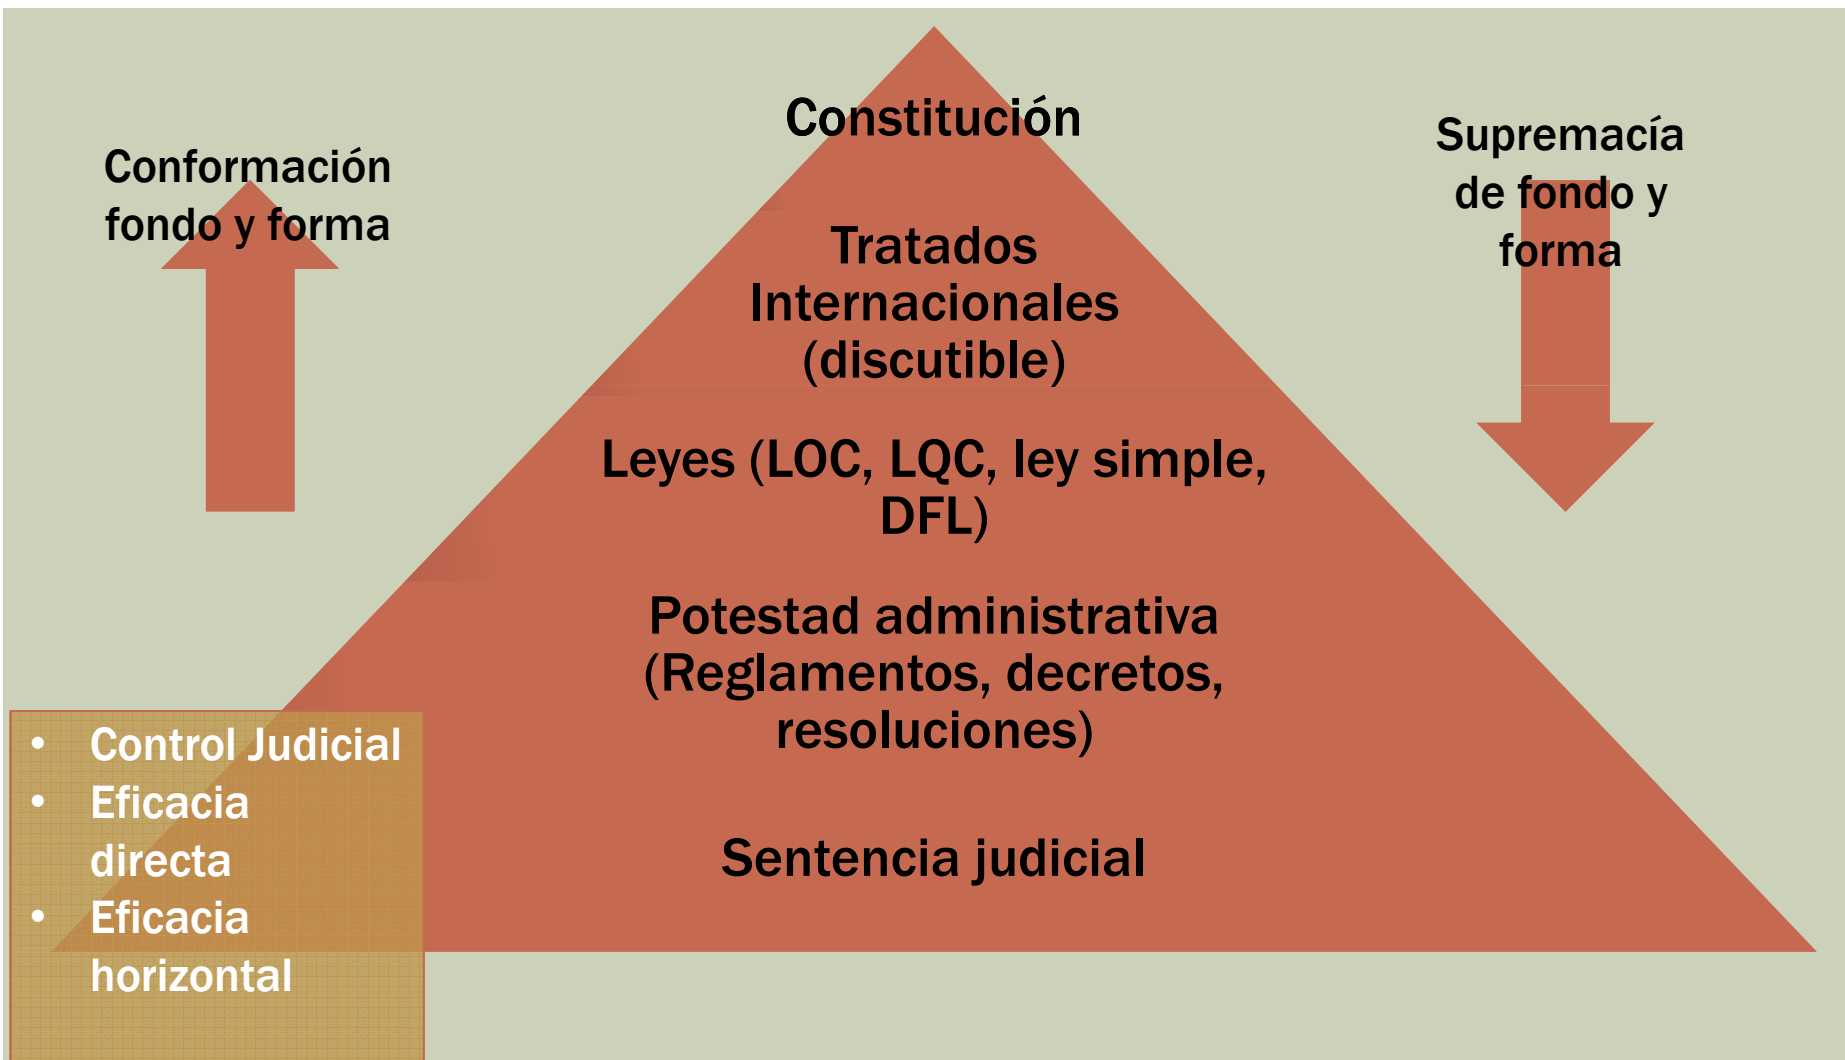 Constitución
Conformación
fondo y forma
Supremacía
de fondo y
forma
Tratados
Internacionales
(discutible)
Leyes (LOC, LQC, ley simple,
DFL)
Potestad administrativa
(Reglamentos, decretos,
resoluciones)
Sentencia judicial
• Control Judicial
• Eficacia
directa
• Eficacia
horizontal